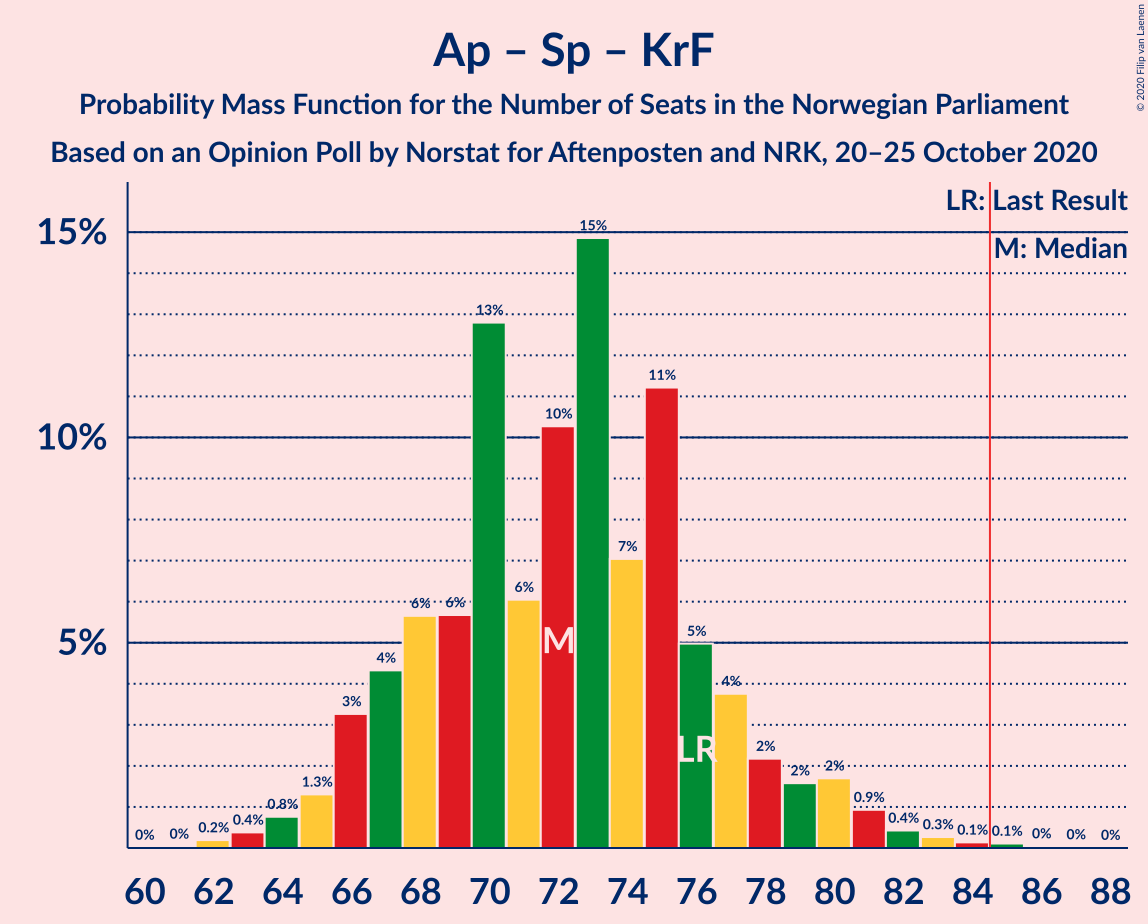 Ap – Sp – KrF
Probability Mass Function for the Number of Seats in the Norwegian Parliament
Based on an Opinion Poll by Norstat for Aftenposten and NRK, 20–25 October 2020
© 2020 Filip van Laenen
LR: Last Result
M: Median
15%
10%
5%
0% 0% 0.2% 0.4% 0.8% 1.3% 3% 4% 6% 6% 13% 6% 10% 15% 7% 11% 5% 4% 2% 2% 2% 0.9% 0.4% 0.3% 0.1% 0.1% 0% 0% 0%
M
LR
60 62 64 66 68 70 72 74 76 78 80 82 84 86 88